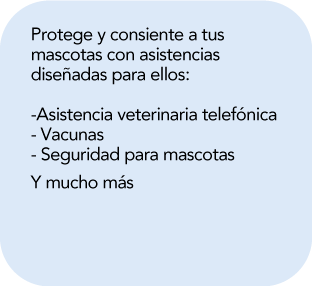 Protege y consiente a tus
mascotas con asistencias
diseñadas para ellos:
-Asistencia veterinaria telefónica
- Vacunas
- Seguridad para mascotas
Y mucho más